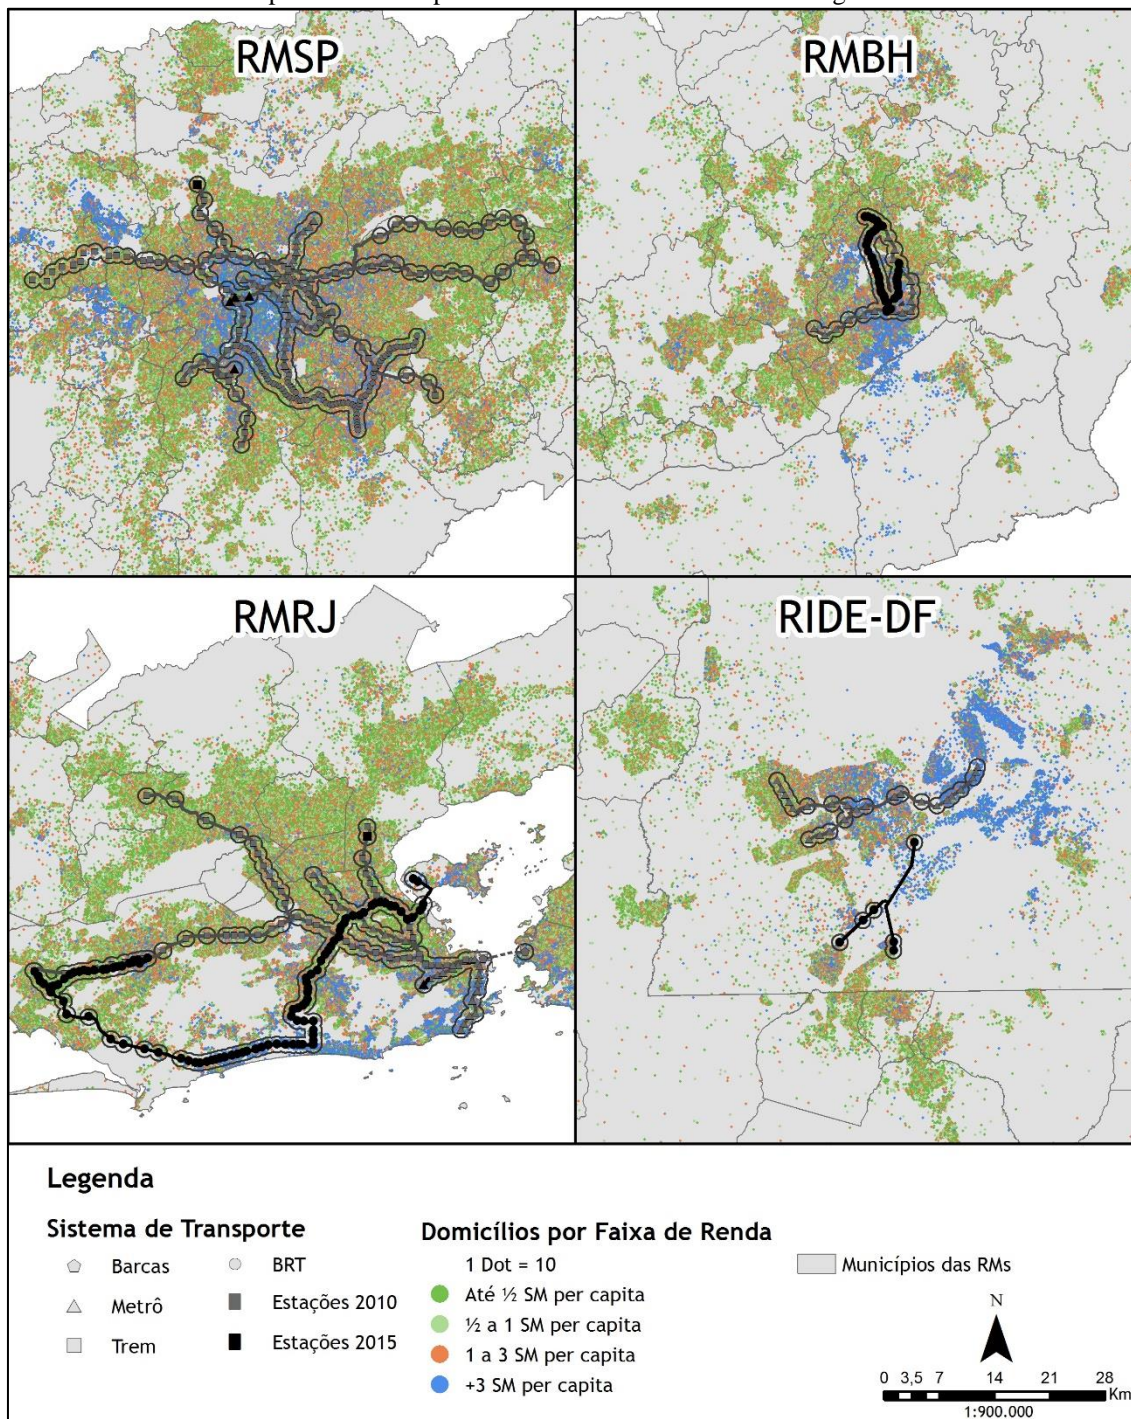 RMSP
RMBH
RMRJ
RIDE-DF
Legenda
Sistema de Transporte
Barcas
Metrô
Trem
BRT
Estações 2010
Estações 2015
Domicílios por Faixa de Renda
1 Dot = 10
Até ½ SM per capita
½ a 1 SM per capita
1 a 3 SM per capita
+3 SM per capita
Municípios das RMs
N
0 3,5 7 14 21 28
Km
1:900.000